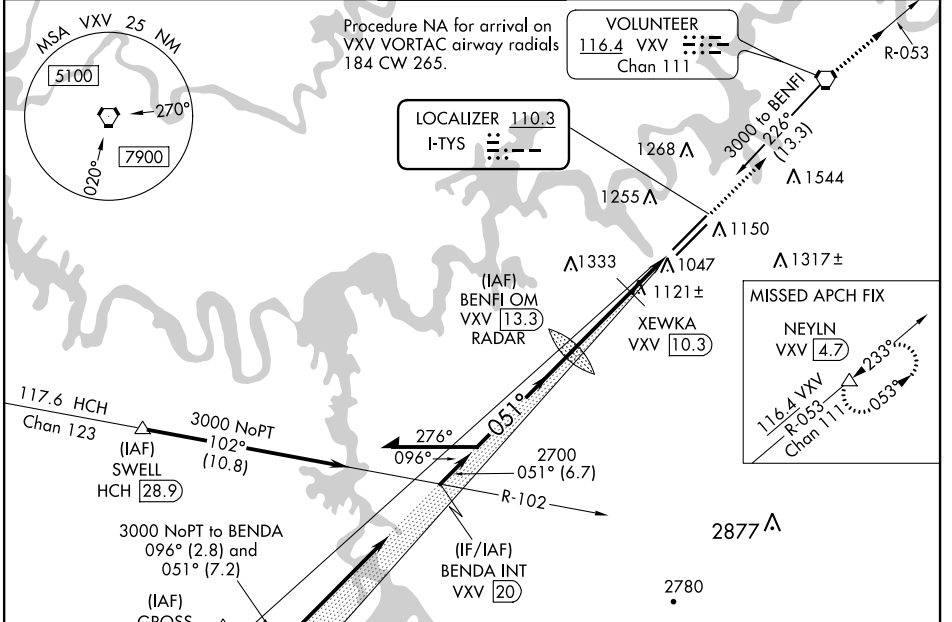 MSA VXV 25 NM
5100
270°
7900
020°
Procedure NA for arrival on
VXV VORTAC airway radials
184 CW 265.
VOLUNTEER
116.4 VXV
Chan 111
R-053
LOCALIZER 110.3
I-TYS
3000 to BENFI
226°
(13.3)
1268
1544
1255
1150
1333
1047
1317±
1121±
(IAF)
BENFI OM
VXV 13.3
RADAR
XEWKA
VXV 10.3
MISSED APCH FIX
NEYLN
VXV 4.7
233°
053°
116.4 VXV
R-053
Chan 111
117.6 HCH
Chan 123
3000 NoPT
102°
(10.8)
(IAF)
SWELL
HCH 28.9
051°
276°
096°
2700
051° (6.7)
R-102
3000 NoPT to BENDA
096° (2.8) and
051° (7.2)
(IF/IAF)
BENDA INT
VXV 20
2877
2780
(IAF)